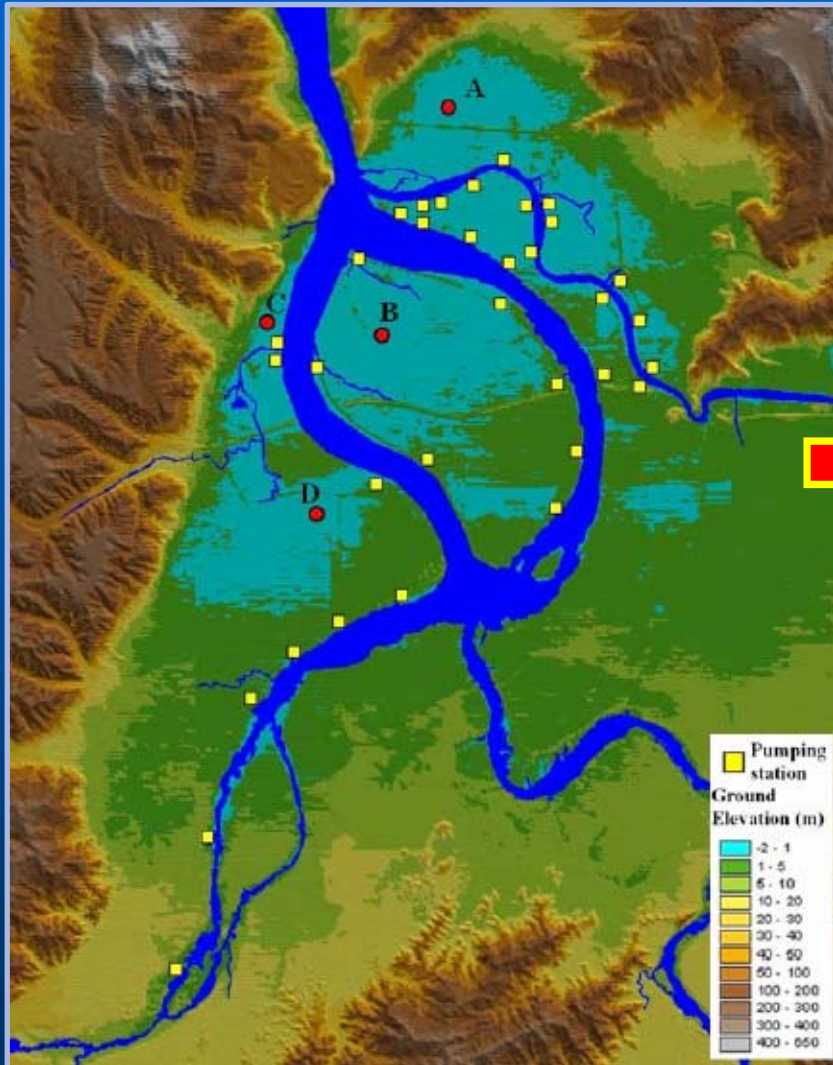 A
C
B
D
Pumping
station
Ground
Elevation (m)
-2 - 1
1 - 5
5 - 10
10 - 20
20 - 30
30 - 40
40 - 50
50 - 100
100 - 200
200 - 300
300 - 400
400 - 650